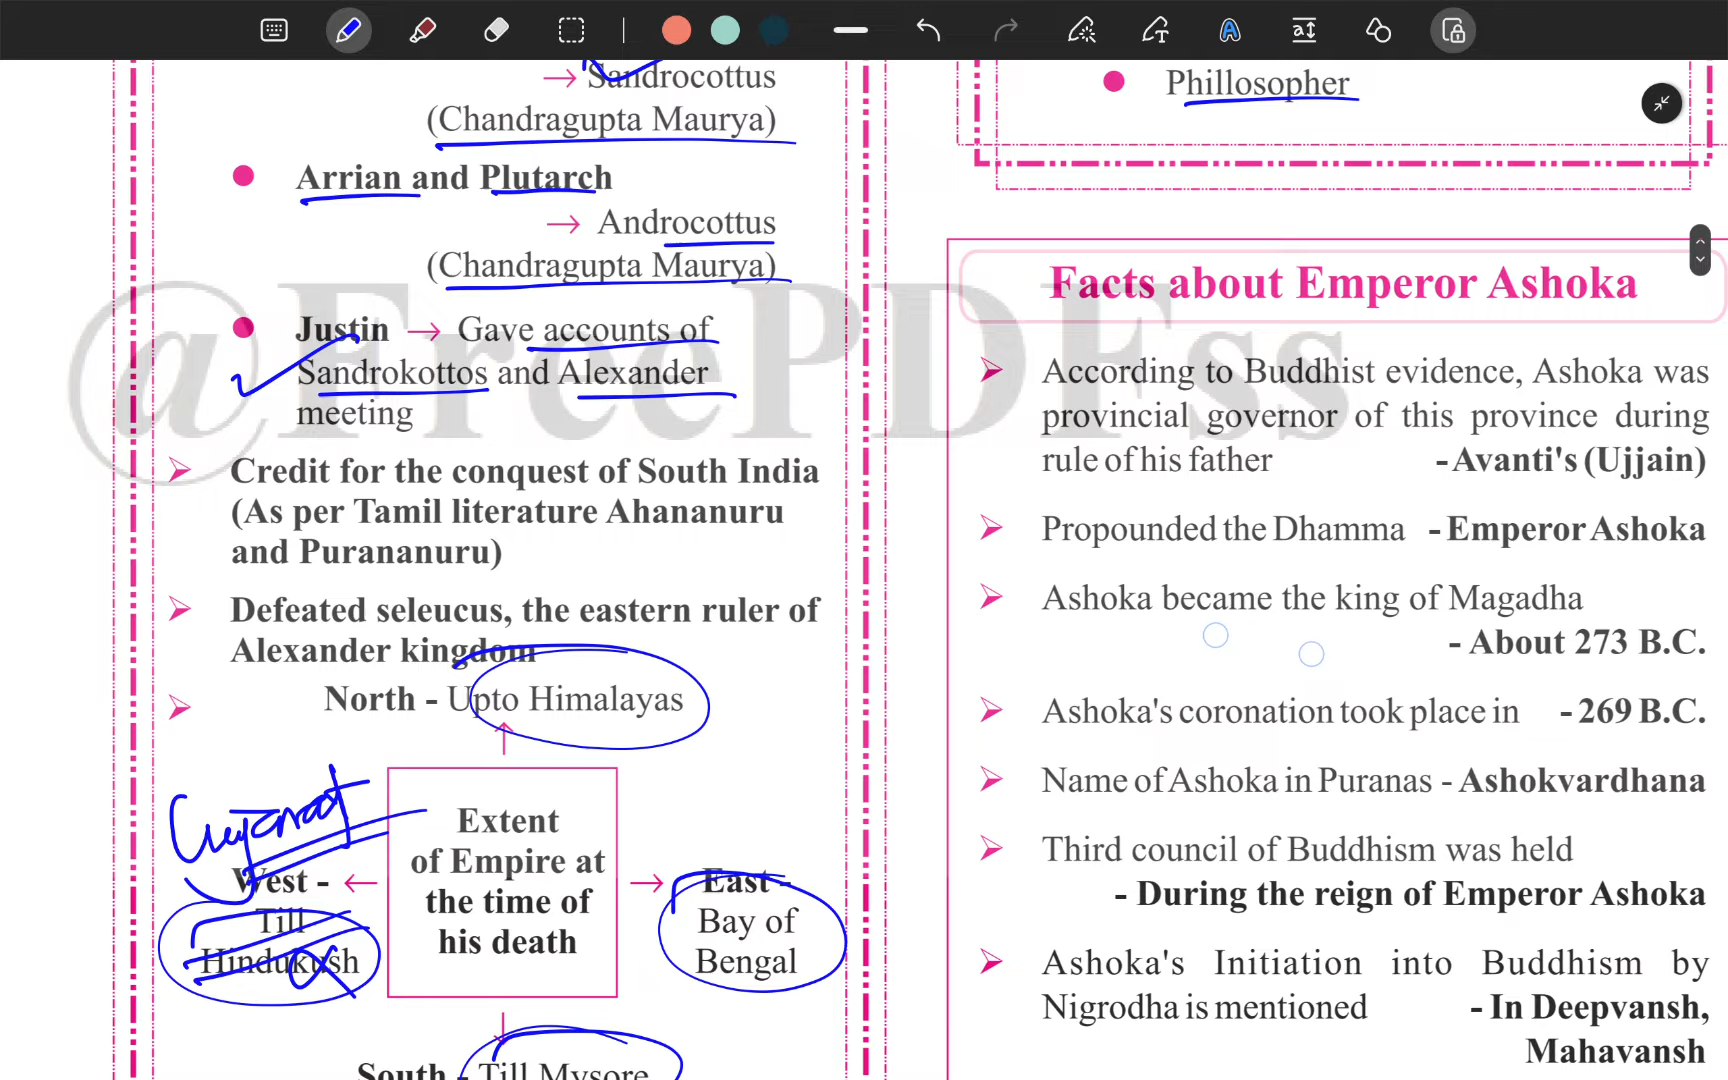 → Sandrocottus
(Chandragupta Maurya)
Arrian and Plutarch
→ Androcottus
(Chandragupta Maurya)
Justin → Gave accounts of
Sandrokottos and Alexander
meeting
Credit for the conquest of South India
(As per Tamil literature Ahananuru
and Purananuru)
Defeated seleucus, the eastern ruler of
Alexander kingdom
North - Upto Himalayas
Gujarat
West -
Till
Hindukush
Extent
of Empire at
the time of
his death
East -
Bay of
Bengal
South - Till Mysore
Phillosopher
Facts about Emperor Ashoka
According to Buddhist evidence, Ashoka was
provincial governor of this province during
rule of his father - Avanti's (Ujjain)
Propounded the Dhamma - Emperor Ashoka
Ashoka became the king of Magadha
- About 273 B.C.
Ashoka's coronation took place in - 269 B.C.
Name of Ashoka in Puranas - Ashokvardhana
Third council of Buddhism was held
- During the reign of Emperor Ashoka
Ashoka's Initiation into Buddhism by
Nigrodha is mentioned - In Deepvansh,
Mahavansh
@FreePDFss